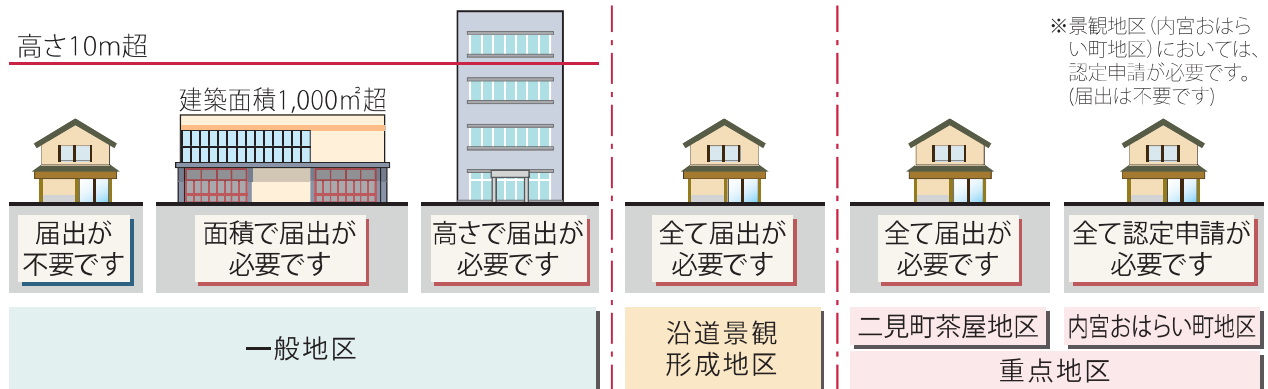 高さ10m超
建築面積1,000㎡超
※景観地区(内宮おはら
い町地区)においては、
認定申請が必要です。
(届出は不要です)
届出が
不要です
面積で届出が
必要です
高さで届出が
必要です
全て届出が
必要です
全て届出が
必要です
全て認定申請が
必要です
一般地区
沿道景観
形成地区
二見町茶屋地区
内宮おはらい町地区
重点地区